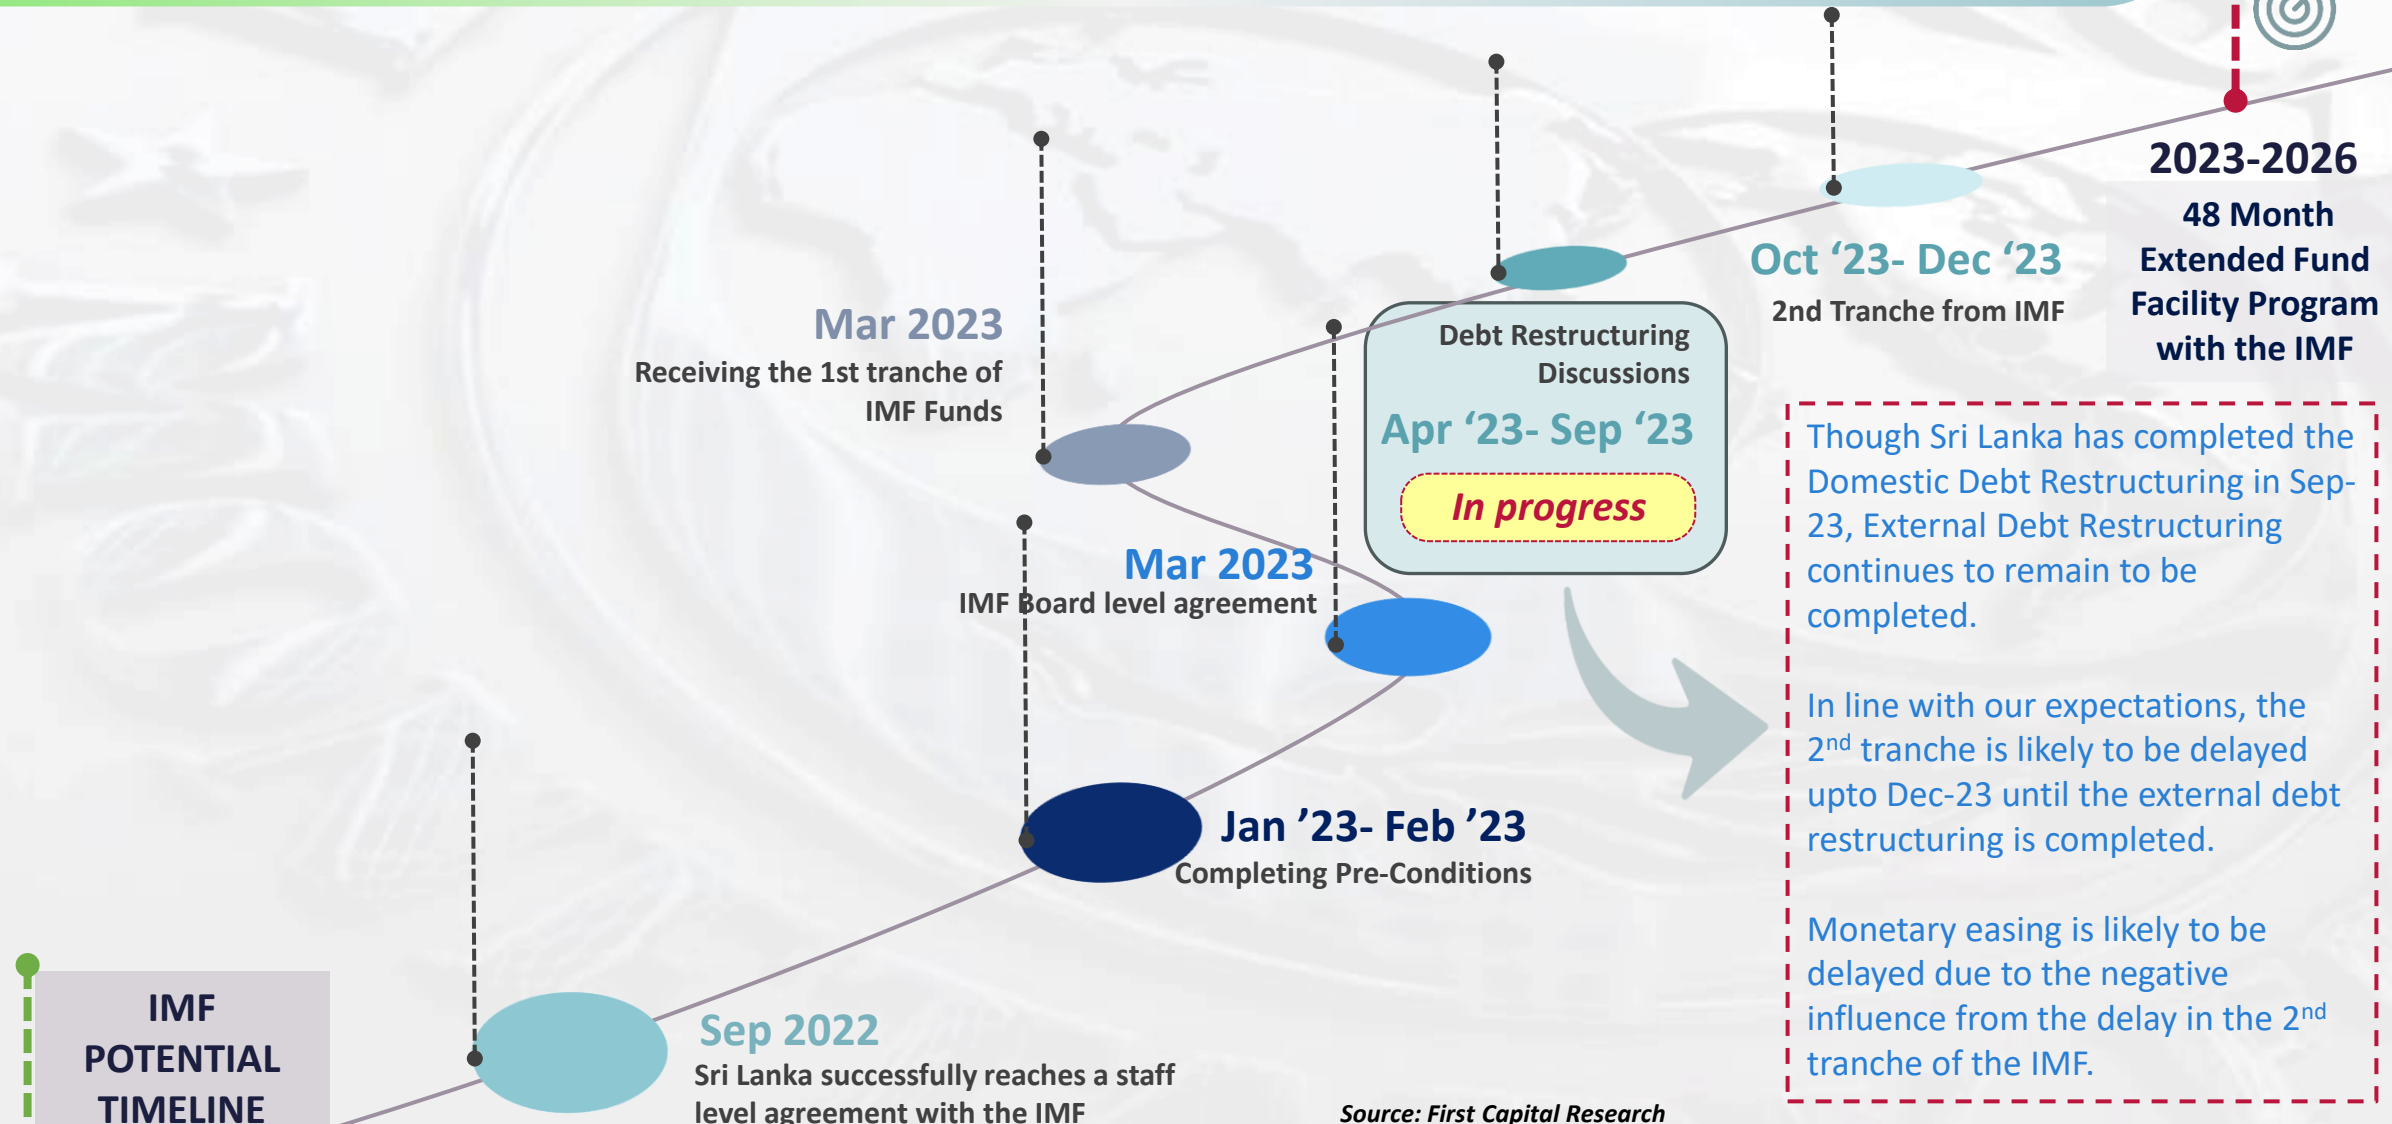 2023-2026
48 Month
Extended Fund
Facility Program
with the IMF
Oct ‘23- Dec ‘23
2nd Tranche from IMF
Debt Restructuring
Discussions
Apr ‘23- Sep ‘23
In progress
Mar 2023
Receiving the 1st tranche of
IMF Funds
Mar 2023
IMF Board level agreement
Jan ’23- Feb ’23
Completing Pre-Conditions
Sep 2022
Sri Lanka successfully reaches a staff
level agreement with the IMF
IMF
POTENTIAL
TIMELINE
Though Sri Lanka has completed the
Domestic Debt Restructuring in Sep-
23, External Debt Restructuring
continues to remain to be
completed.
In line with our expectations, the
2nd tranche is likely to be delayed
upto Dec-23 until the external debt
restructuring is completed.
Monetary easing is likely to be
delayed due to the negative
influence from the delay in the 2nd
tranche of the IMF.
Source: First Capital Research